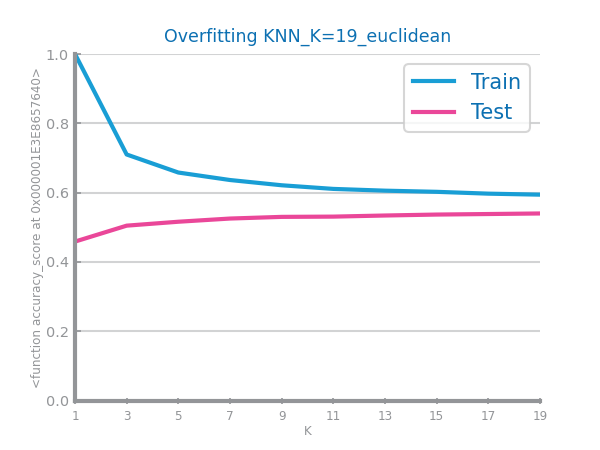 Overfitting KNN_K=19_euclidean
Train
Test
<function accuracy_score at 0x000001E3E8657640>
1.0
0.8
0.6
0.4
0.2
0.0
1 3 5 7 9 11 13 15 17 19
K